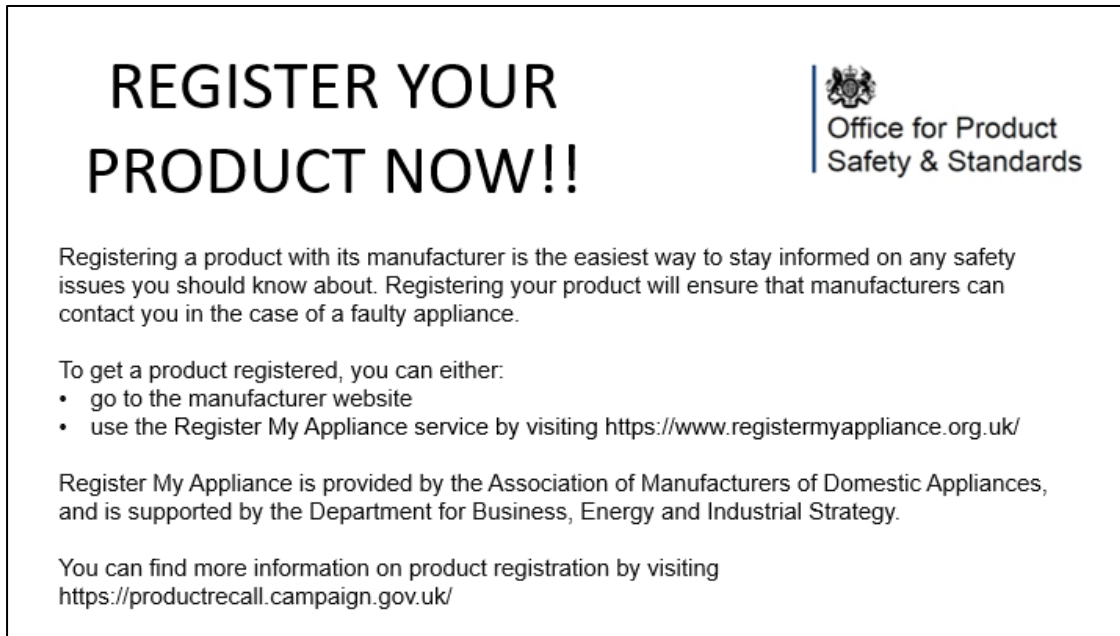 REGISTER YOUR
PRODUCT NOW!!
Office for Product
Safety & Standards
Registering a product with its manufacturer is the easiest way to stay informed on any safety
issues you should know about. Registering your product will ensure that manufacturers can
contact you in the case of a faulty appliance.
To get a product registered, you can either:
• go to the manufacturer website
• use the Register My Appliance service by visiting https://www.registermyappliance.org.uk/
Register My Appliance is provided by the Association of Manufacturers of Domestic Appliances,
and is supported by the Department for Business, Energy and Industrial Strategy.
You can find more information on product registration by visiting
https://productrecall.campaign.gov.uk/